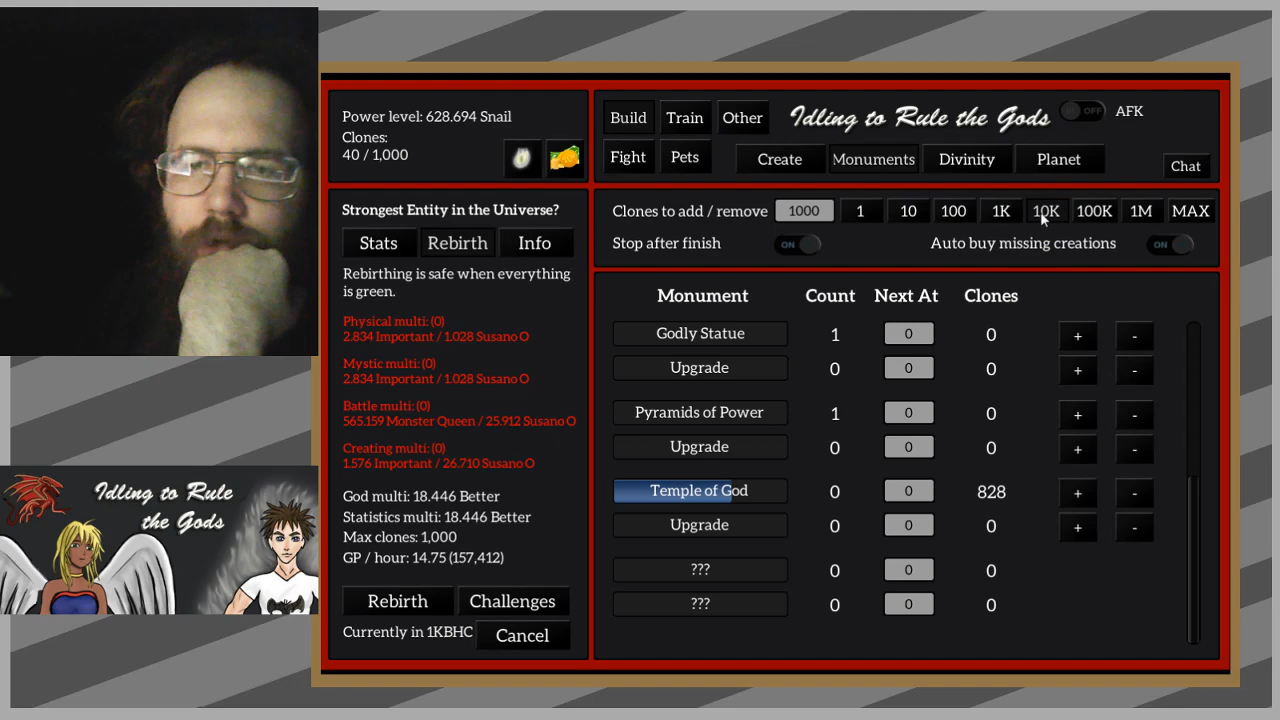 Power level: 628.694 Snail
Clones:
40 / 1,000
Build
Train
Other
Idling to Rule the Gods
OFF
AFK
Fight
Pets
Create
Monuments
Divinity
Planet
Chat
Strongest Entity in the Universe?
Stats
Rebirth
Info
Rebirthing is safe when everything
is green.
Physical multi: (0)
2.834 Important / 1.028 Susano O
Mystic multi: (0)
2.834 Important / 1.028 Susano O
Battle multi: (0)
565.159 Monster Queen / 25.912 Susano O
Creating multi: (0)
1.576 Important / 26.710 Susano O
God multi: 18.446 Better
Statistics multi: 18.446 Better
Max clones: 1,000
GP / hour: 14.75 (157,412)
Rebirth
Challenges
Currently in 1KBHC
Cancel
Clones to add / remove
1000
1
10
100
1K
10K
100K
1M
MAX
Stop after finish
ON
Auto buy missing creations
ON
Monument Count Next At Clones
Godly Statue 1 0 0 + -
Upgrade 0 0 0 + -
Pyramids of Power 1 0 0 + -
Upgrade 0 0 0 + -
Temple of God 0 0 828 + -
Upgrade 0 0 0 + -
??? 0 0 0
??? 0 0 0
Idling to Rule
the Gods